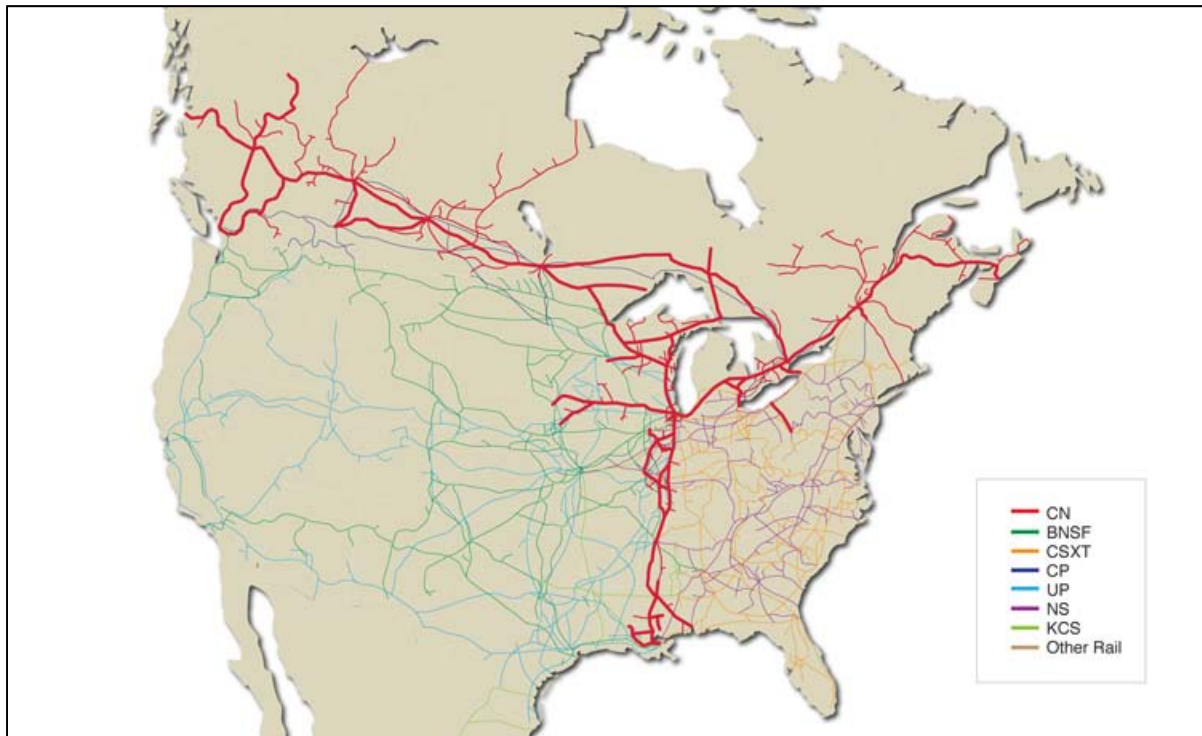 CN
BNSF
CSXT
CP
UP
NS
KCS
Other Rail